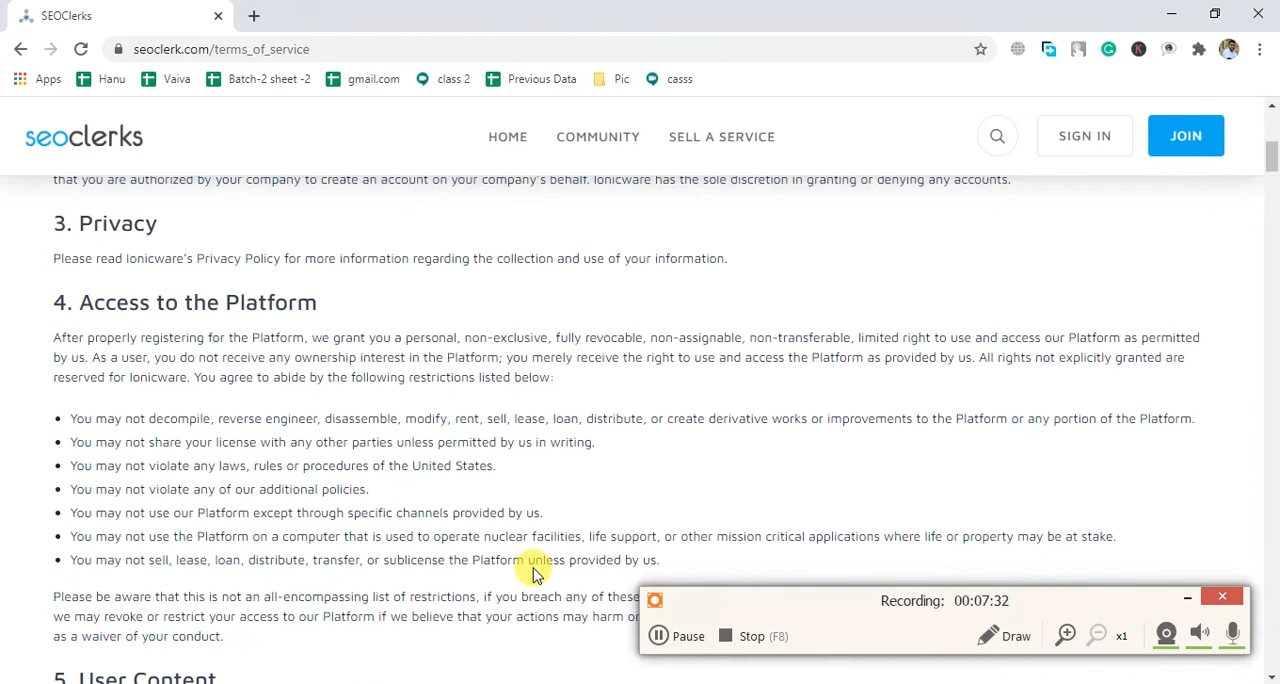 SEOClerks
seoclerk.com/terms_of_service
Apps Hanu Vaiva Batch-2 sheet -2 gmail.com class 2 Previous Data Pic casss
seoclerks HOME COMMUNITY SELL A SERVICE SIGN IN JOIN
that you are authorized by your company to create an account on your company's behalf. Ionicware has the sole discretion in granting or denying any accounts.
3. Privacy
Please read Ionicware's Privacy Policy for more information regarding the collection and use of your information.
4. Access to the Platform
After properly registering for the Platform, we grant you a personal, non-exclusive, fully revocable, non-assignable, non-transferable, limited right to use and access our Platform as permitted
by us. As a user, you do not receive any ownership interest in the Platform; you merely receive the right to use and access the Platform as provided by us. All rights not explicitly granted are
reserved for Ionicware. You agree to abide by the following restrictions listed below:
• You may not decompile, reverse engineer, disassemble, modify, rent, sell, lease, loan, distribute, or create derivative works or improvements to the Platform or any portion of the Platform.
• You may not share your license with any other parties unless permitted by us in writing.
• You may not violate any laws, rules or procedures of the United States.
• You may not violate any of our additional policies.
• You may not use our Platform except through specific channels provided by us.
• You may not use the Platform on a computer that is used to operate nuclear facilities, life support, or other mission critical applications where life or property may be at stake.
• You may not sell, lease, loan, distribute, transfer, or sublicense the Platform unless provided by us.
Please be aware that this is not an all-encompassing list of restrictions, if you breach any of these
we may revoke or restrict your access to our Platform if we believe that your actions may harm or
as a waiver of your conduct.
5. User Content
Recording: 00:07:32
Pause Stop (F8) Draw x1